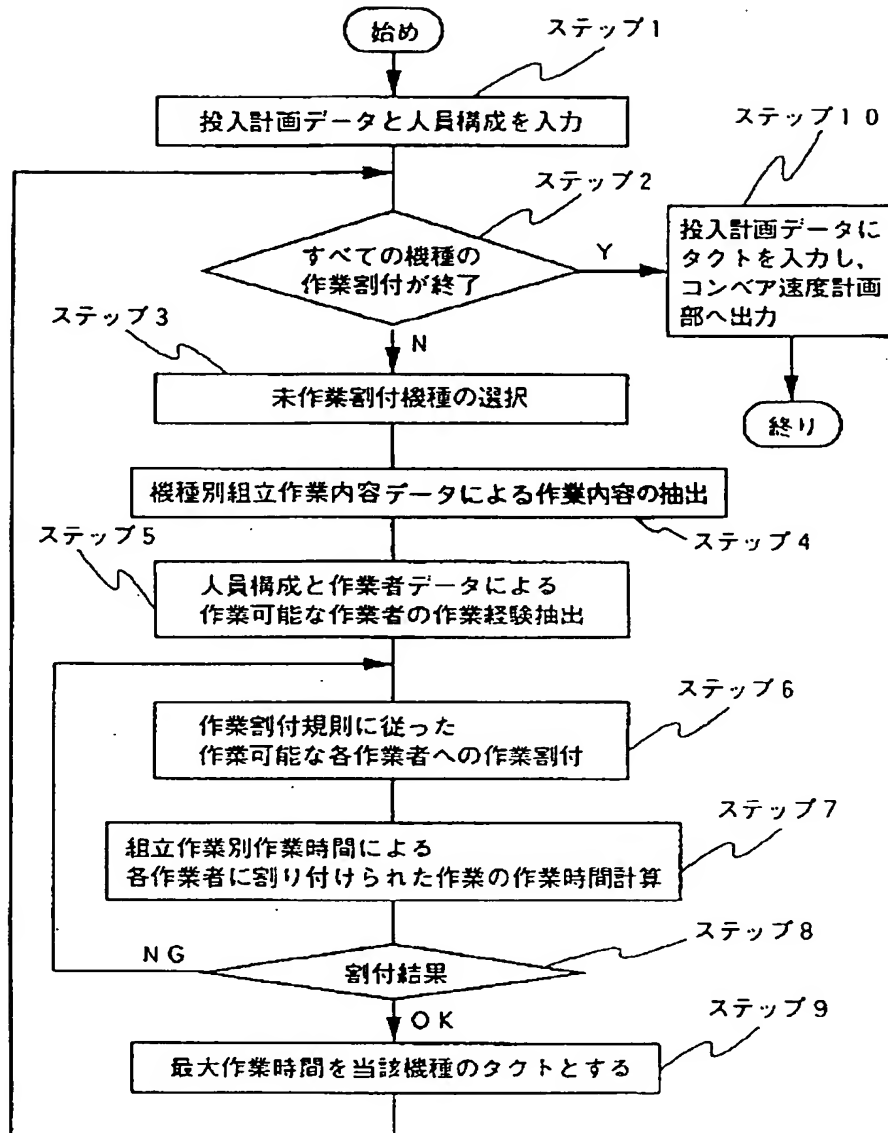 始め
ステップ1
投入計画データと人員構成を入力
ステップ2
すべての機種の
作業割付が終了
Y
N
ステップ10
投入計画データに
タクトを入力し、
コンベア速度計画
部へ出力
終り
ステップ3
未作業割付機種の選択
機種別組立作業内容データによる作業内容の抽出
ステップ4
ステップ5
人員構成と作業者データによる
作業可能な作業者の作業経験抽出
ステップ6
作業割付規則に従った
作業可能な各作業者への作業割付
ステップ7
組立作業別作業時間による
各作業者に割り付けられた作業の作業時間計算
ステップ8
割付結果
NG
OK
ステップ9
最大作業時間を当該機種のタクトとする